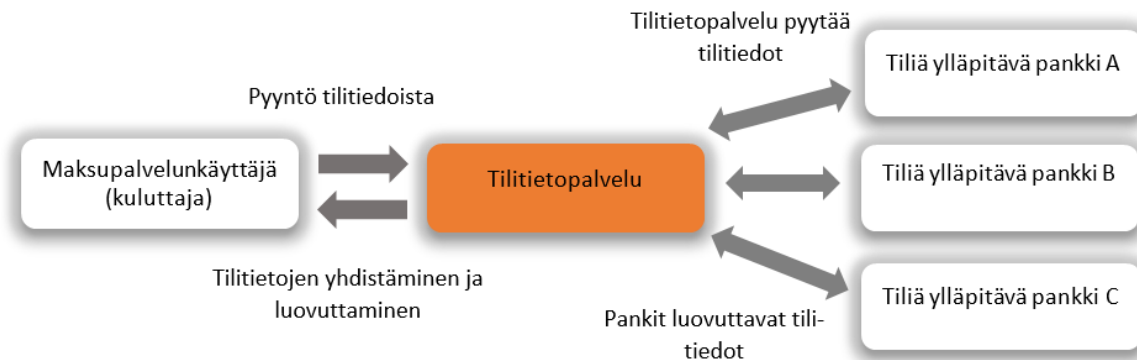 Pyyntö tilitiedoista
Maksupalvelunkäyttäjä
(kuluttaja)
Tilitietojen yhdistäminen ja
luovuttaminen
Tilitietopalvelu
Tilitietopalvelu pyytää
tilitiedot
Pankit luovuttavat tili-
tiedot
Tiliä ylläpitävä pankki A
Tiliä ylläpitävä pankki B
Tiliä ylläpitävä pankki C